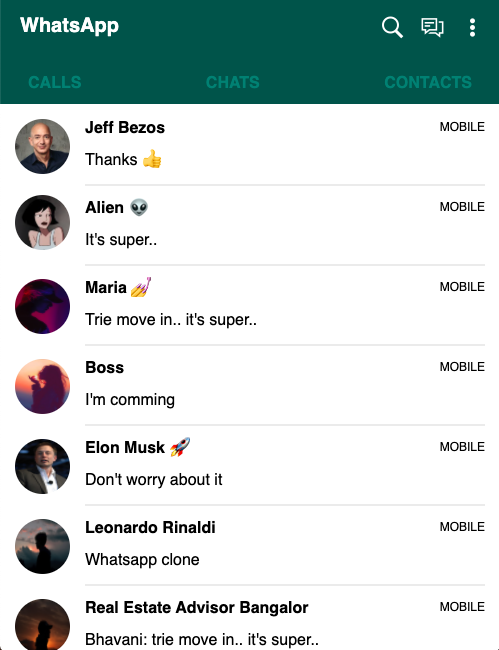 WhatsApp
CALLS CHATS CONTACTS
Jeff Bezos MOBILE
Thanks 👍
Alien 👽 MOBILE
It's super..
Maria 💅 MOBILE
Trie move in.. it's super..
Boss MOBILE
I'm comming
Elon Musk 🚀 MOBILE
Don't worry about it
Leonardo Rinaldi MOBILE
Whatsapp clone
Real Estate Advisor Bangalor MOBILE
Bhavani: trie move in.. it's super..